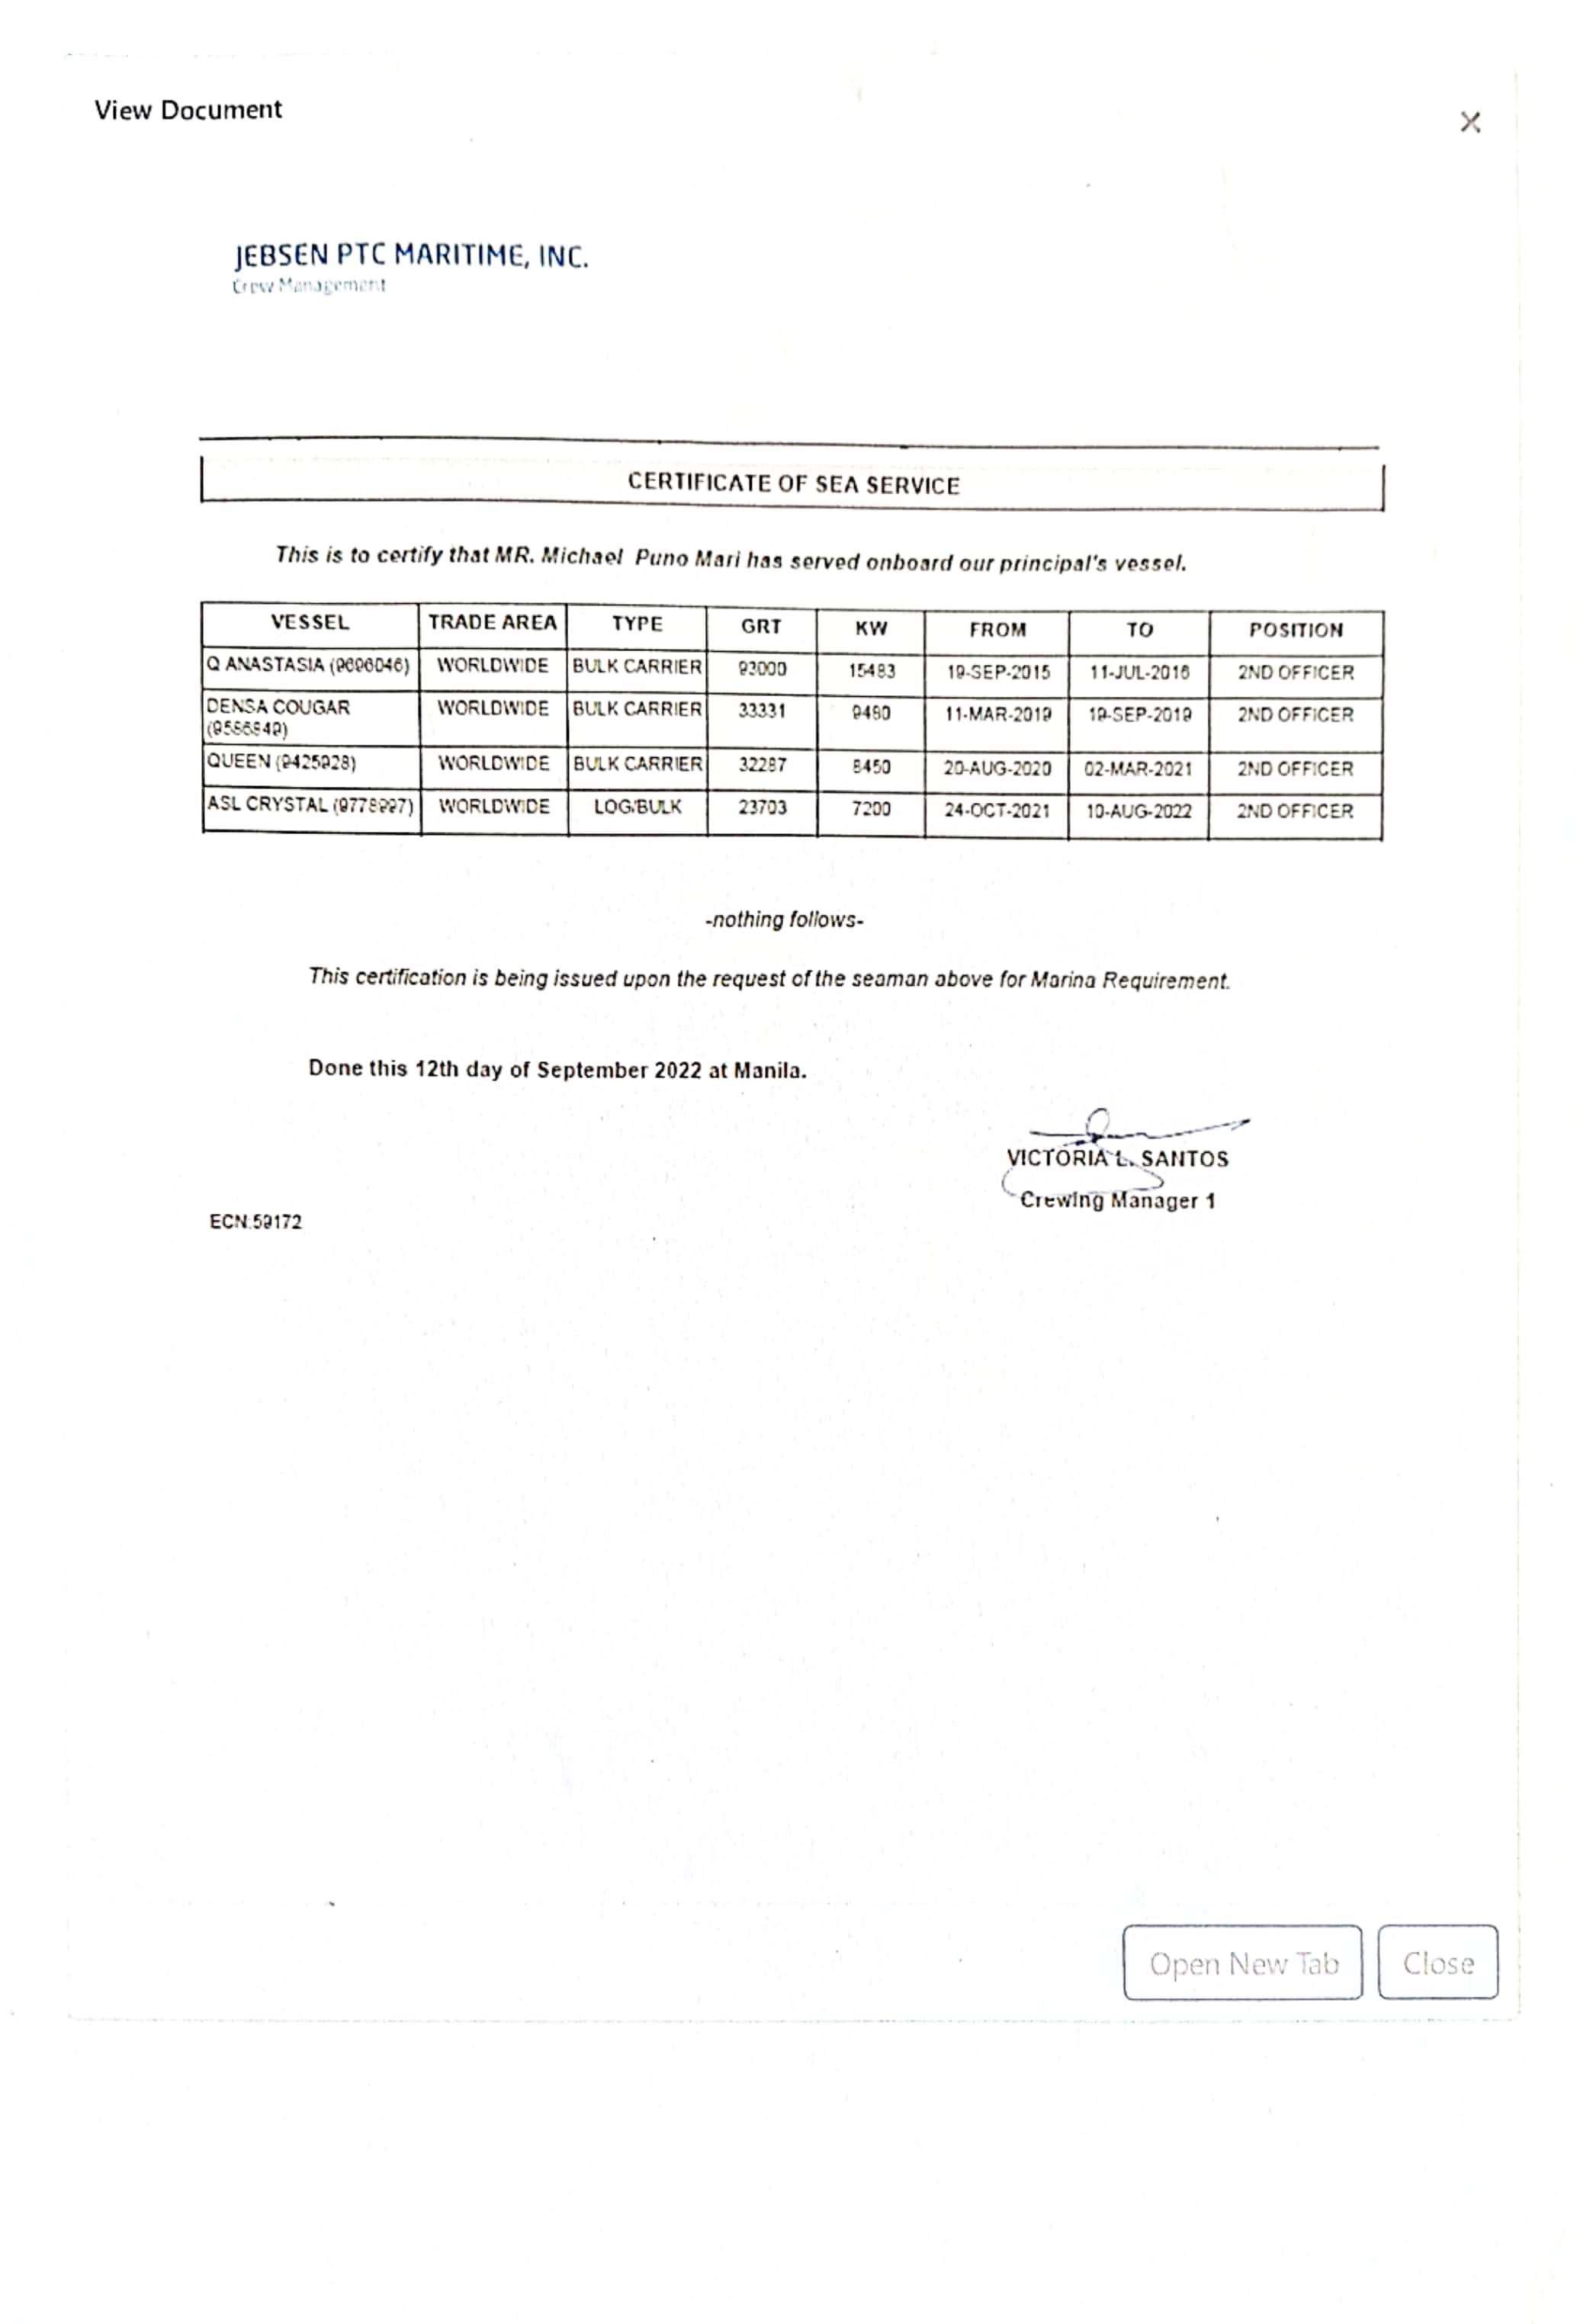 View Document
×
JEBSEN PTC MARITIME, INC.
Crew Management
CERTIFICATE OF SEA SERVICE
This is to certify that MR. Michael Puno Mari has served onboard our principal's vessel.
VESSEL TRADE AREA TYPE GRT KW FROM TO POSITION
Q ANASTASIA (9696046) WORLDWIDE BULK CARRIER 93000 15483 19-SEP-2015 11-JUL-2016 2ND OFFICER
DENSA COUGAR WORLDWIDE BULK CARRIER 33331 9480 11-MAR-2019 19-SEP-2019 2ND OFFICER
QUEEN (9425928) WORLDWIDE BULK CARRIER 32287 8450 20-AUG-2020 02-MAR-2021 2ND OFFICER
ASL CRYSTAL (9778997) WORLDWIDE LOG/BULK 23703 7200 24-OCT-2021 10-AUG-2022 2ND OFFICER
-nothing follows-
This certification is being issued upon the request of the seaman above for Marina Requirement.
Done this 12th day of September 2022 at Manila.
VICTORIA L. SANTOS
Crewing Manager 1
ECN:59172
Open New Tab Close